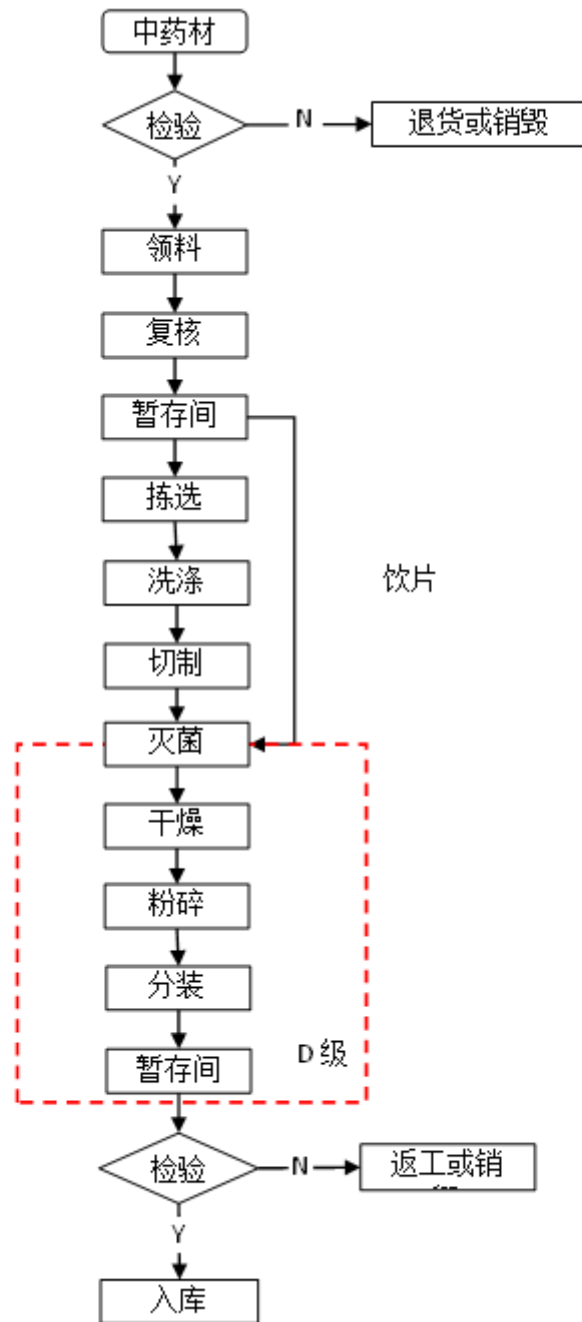 中药材
检验
N
退货或销毁
Y
领料
复核
暂存间
拣选
洗涤
饮片
切制
灭菌
干燥
粉碎
分装
D级
暂存间
检验
N
返工或销
Y
入库